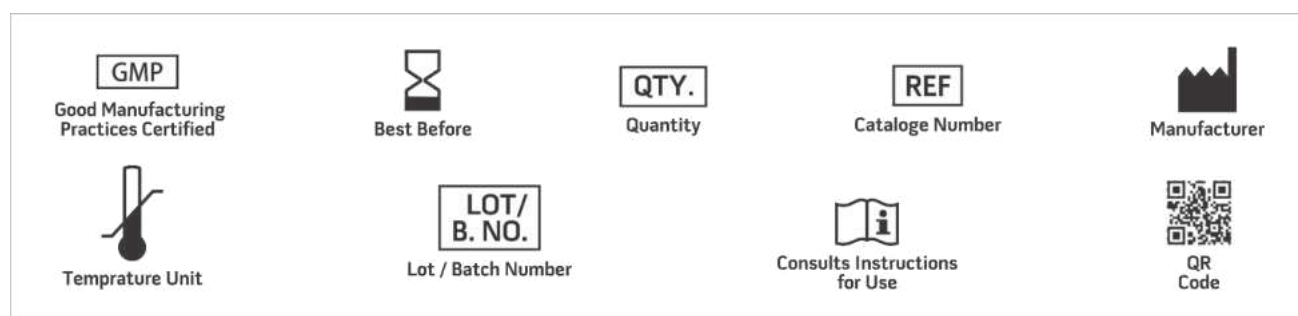 GMP
Good Manufacturing
Practices Certified
Best Before
QTY.
Quantity
REF
Cataloge Number
Manufacturer
Temprature Unit
LOT/
B. NO.
Lot / Batch Number
i
Consults Instructions
for Use
QR
Code